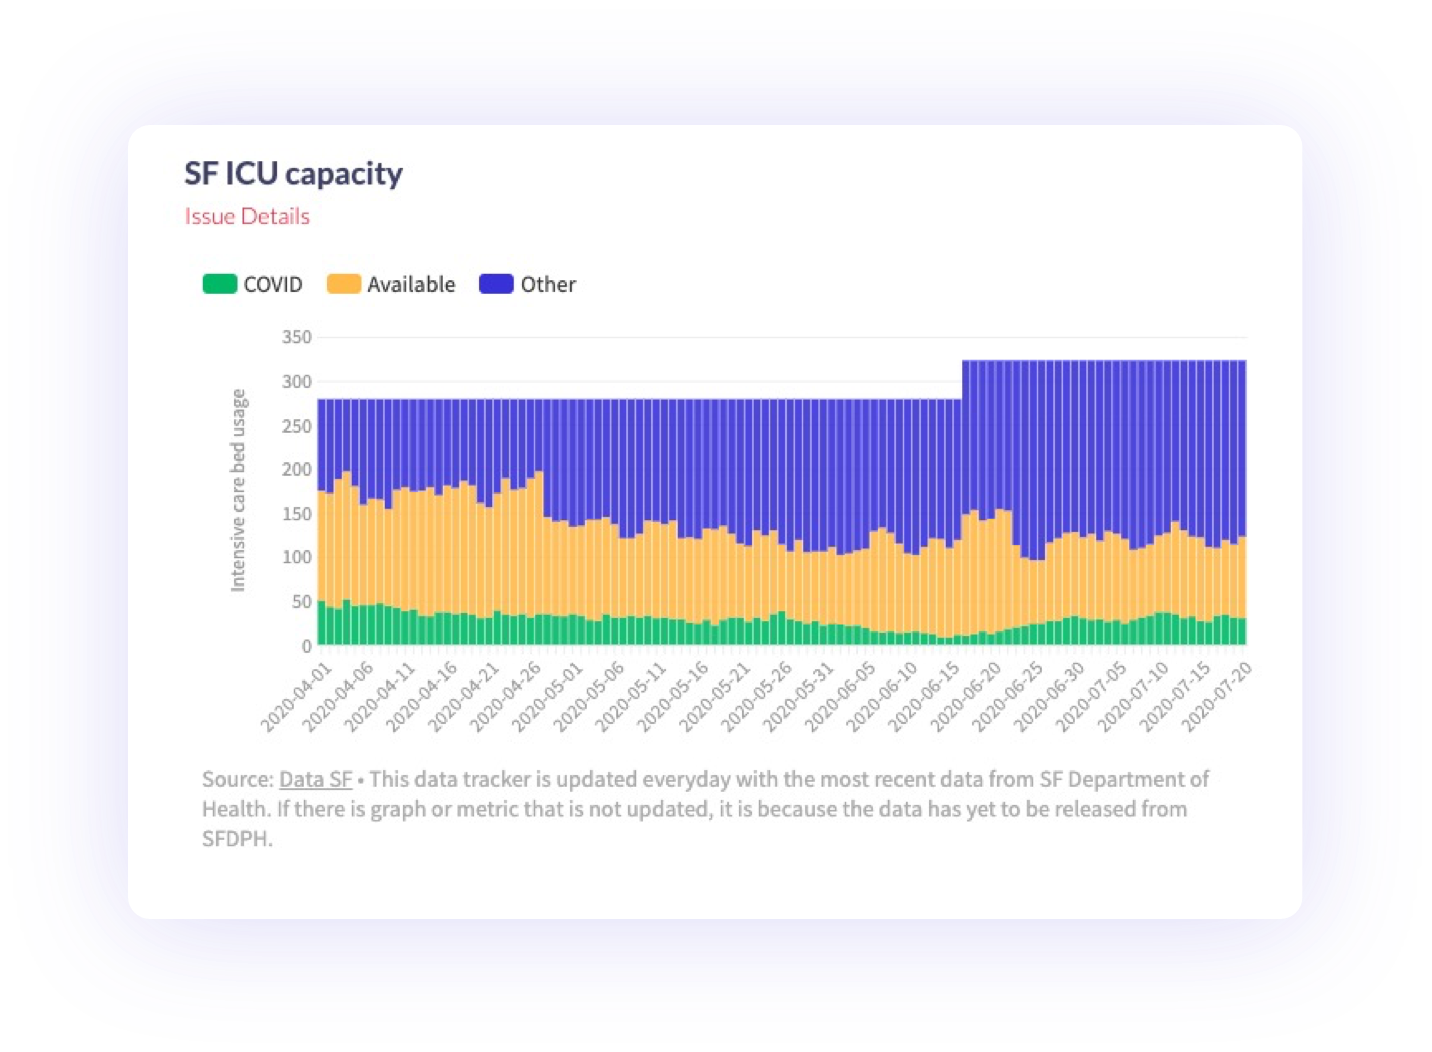 SF ICU capacity
Issue Details
COVID Available Other
350
300
250
200
150
100
50
0
Intensive care bed usage
2020-04-01 2020-04-06 2020-04-11 2020-04-16 2020-04-21 2020-04-26 2020-05-01 2020-05-06 2020-05-11 2020-05-16 2020-05-21 2020-05-26 2020-05-31 2020-06-05 2020-06-10 2020-06-15 2020-06-20 2020-06-25 2020-06-30 2020-07-05 2020-07-10 2020-07-15 2020-07-20
Source: Data SF • This data tracker is updated everyday with the most recent data from SF Department of
Health. If there is graph or metric that is not updated, it is because the data has yet to be released from
SFDPH.